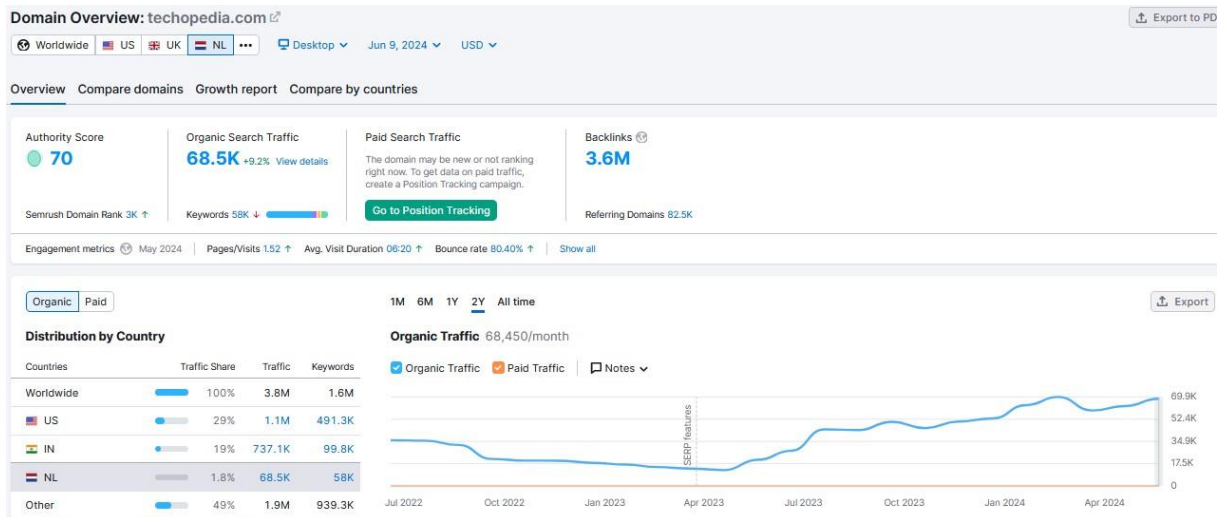 Domain Overview: techopedia.com
Export to PD
Worldwide US UK NL ••• Desktop Jun 9, 2024 USD
Overview Compare domains Growth report Compare by countries
Authority Score
70
Semrush Domain Rank 3K ↑
Organic Search Traffic
68.5K +9.2% View details
Keywords 58K ↓
Paid Search Traffic
The domain may be new or not ranking
right now. To get data on paid traffic,
create a Position Tracking campaign.
Go to Position Tracking
Backlinks
3.6M
Referring Domains 82.5K
Engagement metrics May 2024 Pages/Visits 1.52 ↑ Avg. Visit Duration 06:20 ↑ Bounce rate 80.40% ↑ Show all
Organic Paid
Distribution by Country
Countries Traffic Share Traffic Keywords
Worldwide 100% 3.8M 1.6M
US 29% 1.1M 491.3K
IN 19% 737.1K 99.8K
NL 1.8% 68.5K 58K
Other 49% 1.9M 939.3K
1M 6M 1Y 2Y All time
Export
Organic Traffic 68,450/month
Organic Traffic Paid Traffic Notes
SERP features
69.9K
52.4K
34.9K
17.5K
0
Jul 2022 Oct 2022 Jan 2023 Apr 2023 Jul 2023 Oct 2023 Jan 2024 Apr 2024